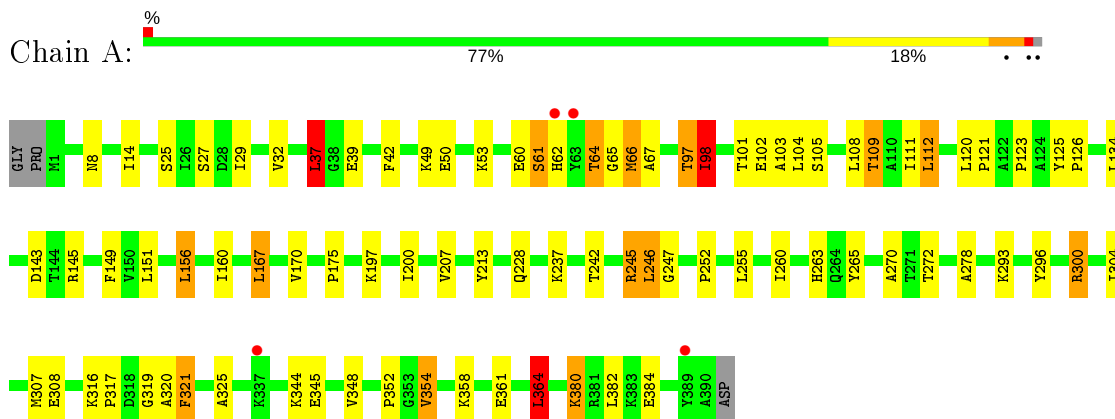 %
Chain A:
77% 18% • ••
GLY PRO M1 N8 I14 S25 I26 S27 D28 I29 V32 L37 G38 E39 F42 K49 E50 K53 E60 S61 H62 Y63 T64 G65 M66 A67 T97 I98 T101 E102 A103 L104 S105 L108 T109 A110 I111 L112 L120 P121 A122 P123 A124 Y125 P126 L134
D143 T144 R145 F149 V150 L151 L156 I160 L167 V170 P175 K197 I200 V207 Y213 Q228 K237 T242 R245 L246 G247 P252 L255 I260 H263 Q264 Y265 A270 T271 T272 A278 K293 Y296 R300
M307 E308 K316 P317 D318 G319 A320 F321 A325 K337 K344 E345 V348 P352 G353 V354 K358 E361 L364 K380 R381 L382 K383 E384 Y389 A390 ASP